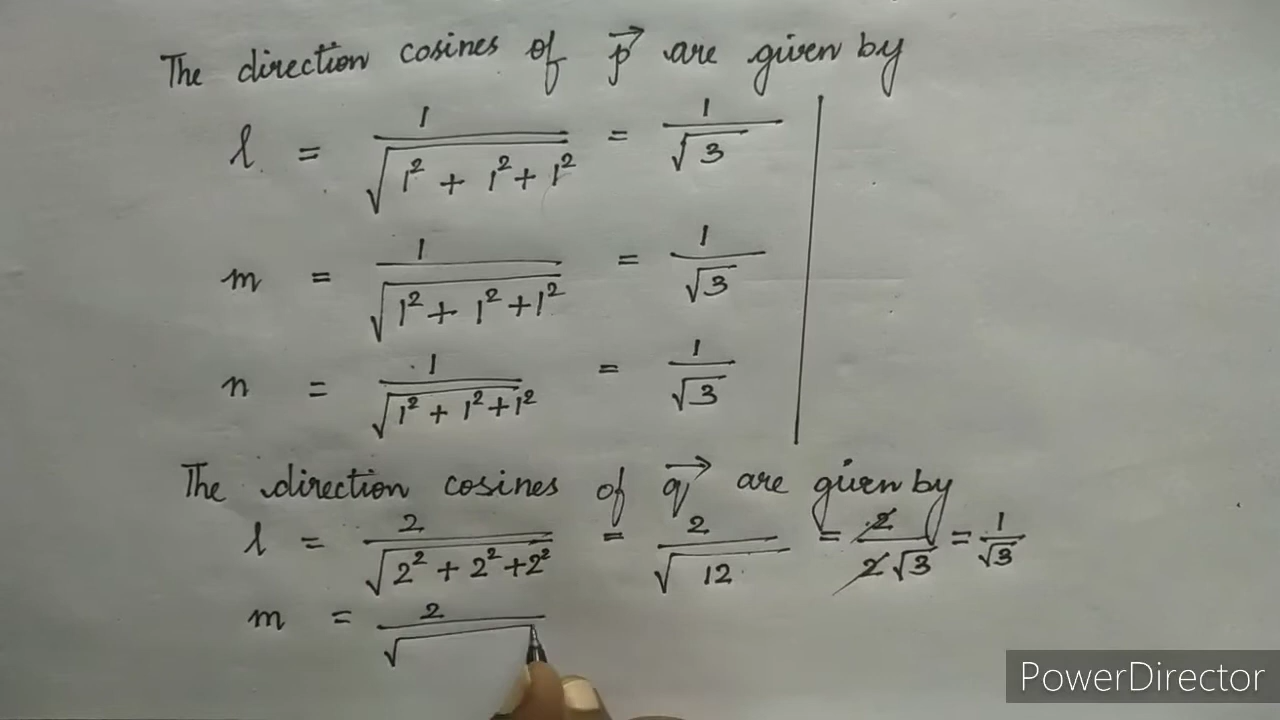 The direction cosines of p⃗ are given by
l = 1/√(1² + 1² + 1²) = 1/√3
m = 1/√(1² + 1² + 1²) = 1/√3
n = 1/√(1² + 1² + 1²) = 1/√3
The direction cosines of q⃗ are given by
l = 2/√(2² + 2² + 2²) = 2/√12 = 2/2√3 = 1/√3
m = 2/√
PowerDirector